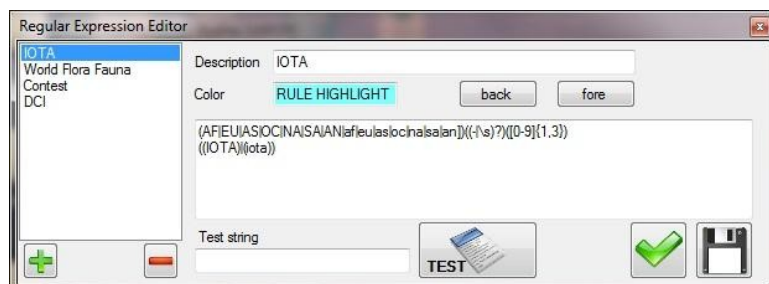 Regular Expression Editor
IOTA
World Flora Fauna
Contest
DCI
Description IOTA
Color RULE HIGHLIGHT back fore
(AF|EU|AS|OC|NA|SA|AN|af|eu|as|oc|na|sa|an])((-|\s)?)([0-9]{1,3})
((IOTA)|(iota))
Test string
TEST